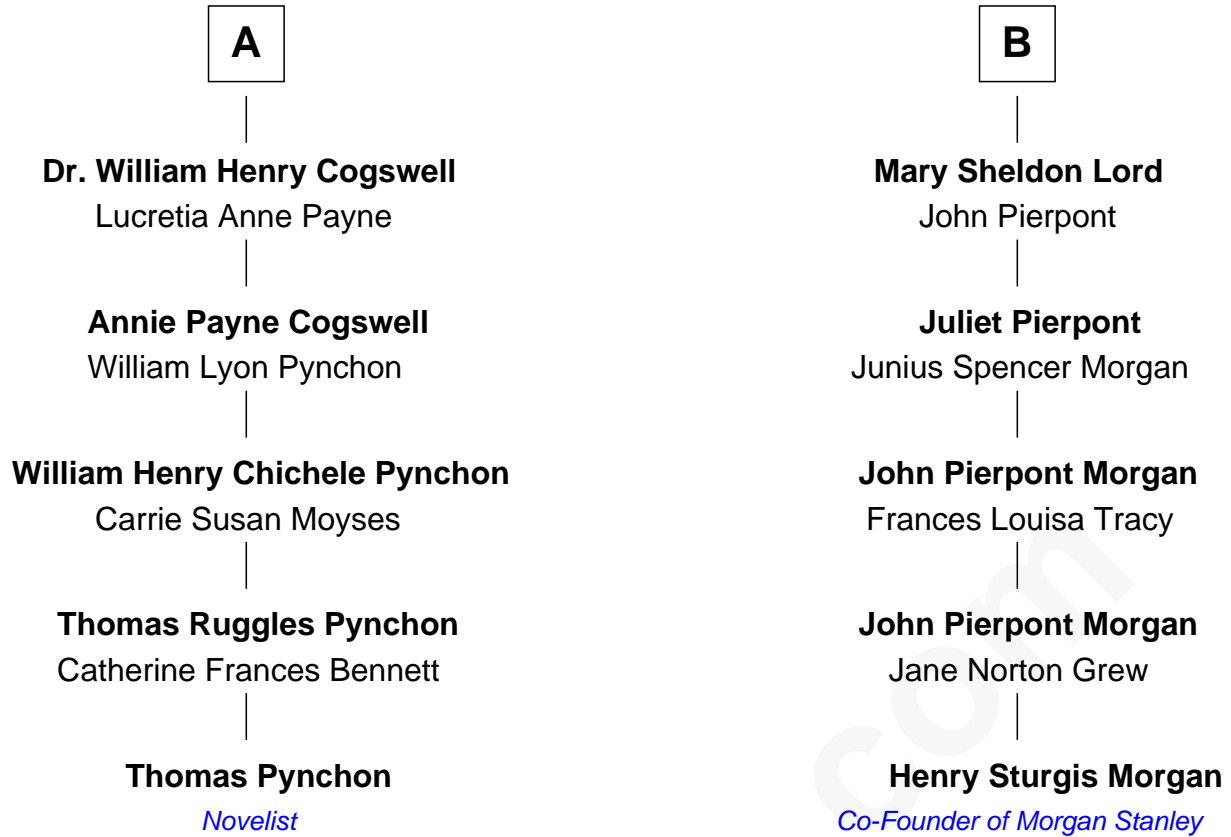 A
Dr. William Henry Cogswell
Lucretia Anne Payne
Annie Payne Cogswell
William Lyon Pynchon
William Henry Chichele Pynchon
Carrie Susan Moyses
Thomas Ruggles Pynchon
Catherine Frances Bennett
Thomas Pynchon
Novelist
B
Mary Sheldon Lord
John Pierpont
Juliet Pierpont
Junius Spencer Morgan
John Pierpont Morgan
Frances Louisa Tracy
John Pierpont Morgan
Jane Norton Grew
Henry Sturgis Morgan
Co-Founder of Morgan Stanley
com